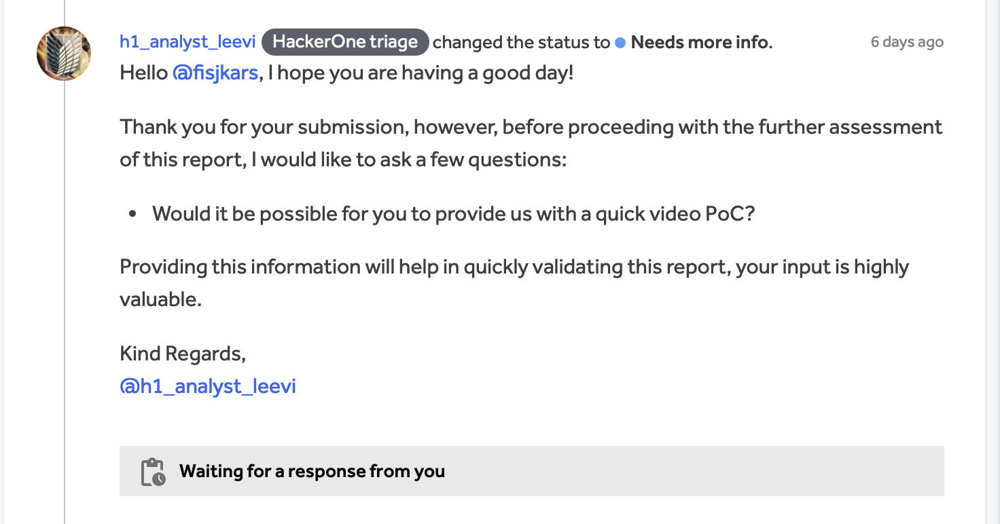 h1_analyst_leevi HackerOne triage changed the status to Needs more info. 6 days ago
Hello @fisjkars, I hope you are having a good day!
Thank you for your submission, however, before proceeding with the further assessment
of this report, I would like to ask a few questions:
• Would it be possible for you to provide us with a quick video PoC?
Providing this information will help in quickly validating this report, your input is highly
valuable.
Kind Regards,
@h1_analyst_leevi
Waiting for a response from you